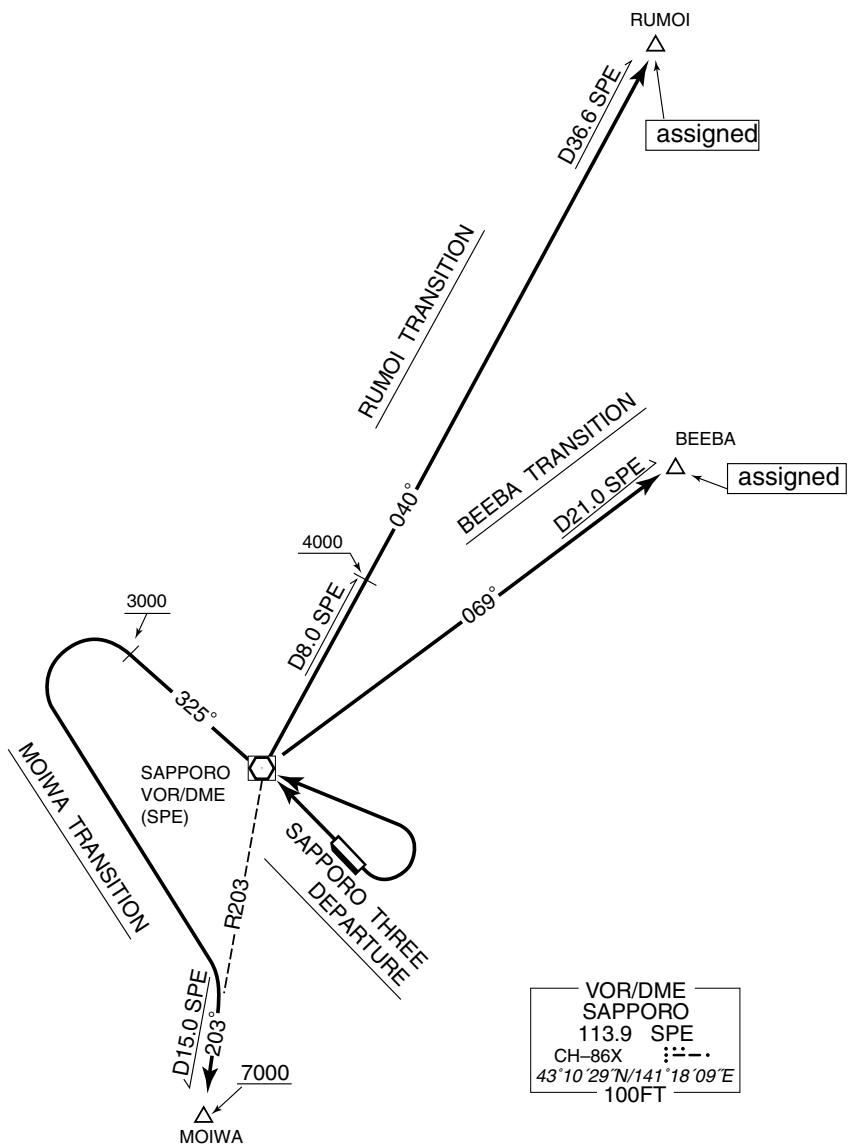 RUMOI
D36.6 SPE
assigned
RUMOI TRANSITION
040°
BEEBA TRANSITION
BEEBA
D21.0 SPE
assigned
069°
4000
D8.0 SPE
3000
325°
MOIWA TRANSITION
SAPPORO
VOR/DME
(SPE)
SAPPORO THREE
DEPARTURE
R203
D15.0 SPE
203°
7000
MOIWA
VOR/DME
SAPPORO
113.9 SPE
CH–86X
43°10´29˝N/141°18´09˝E
100FT